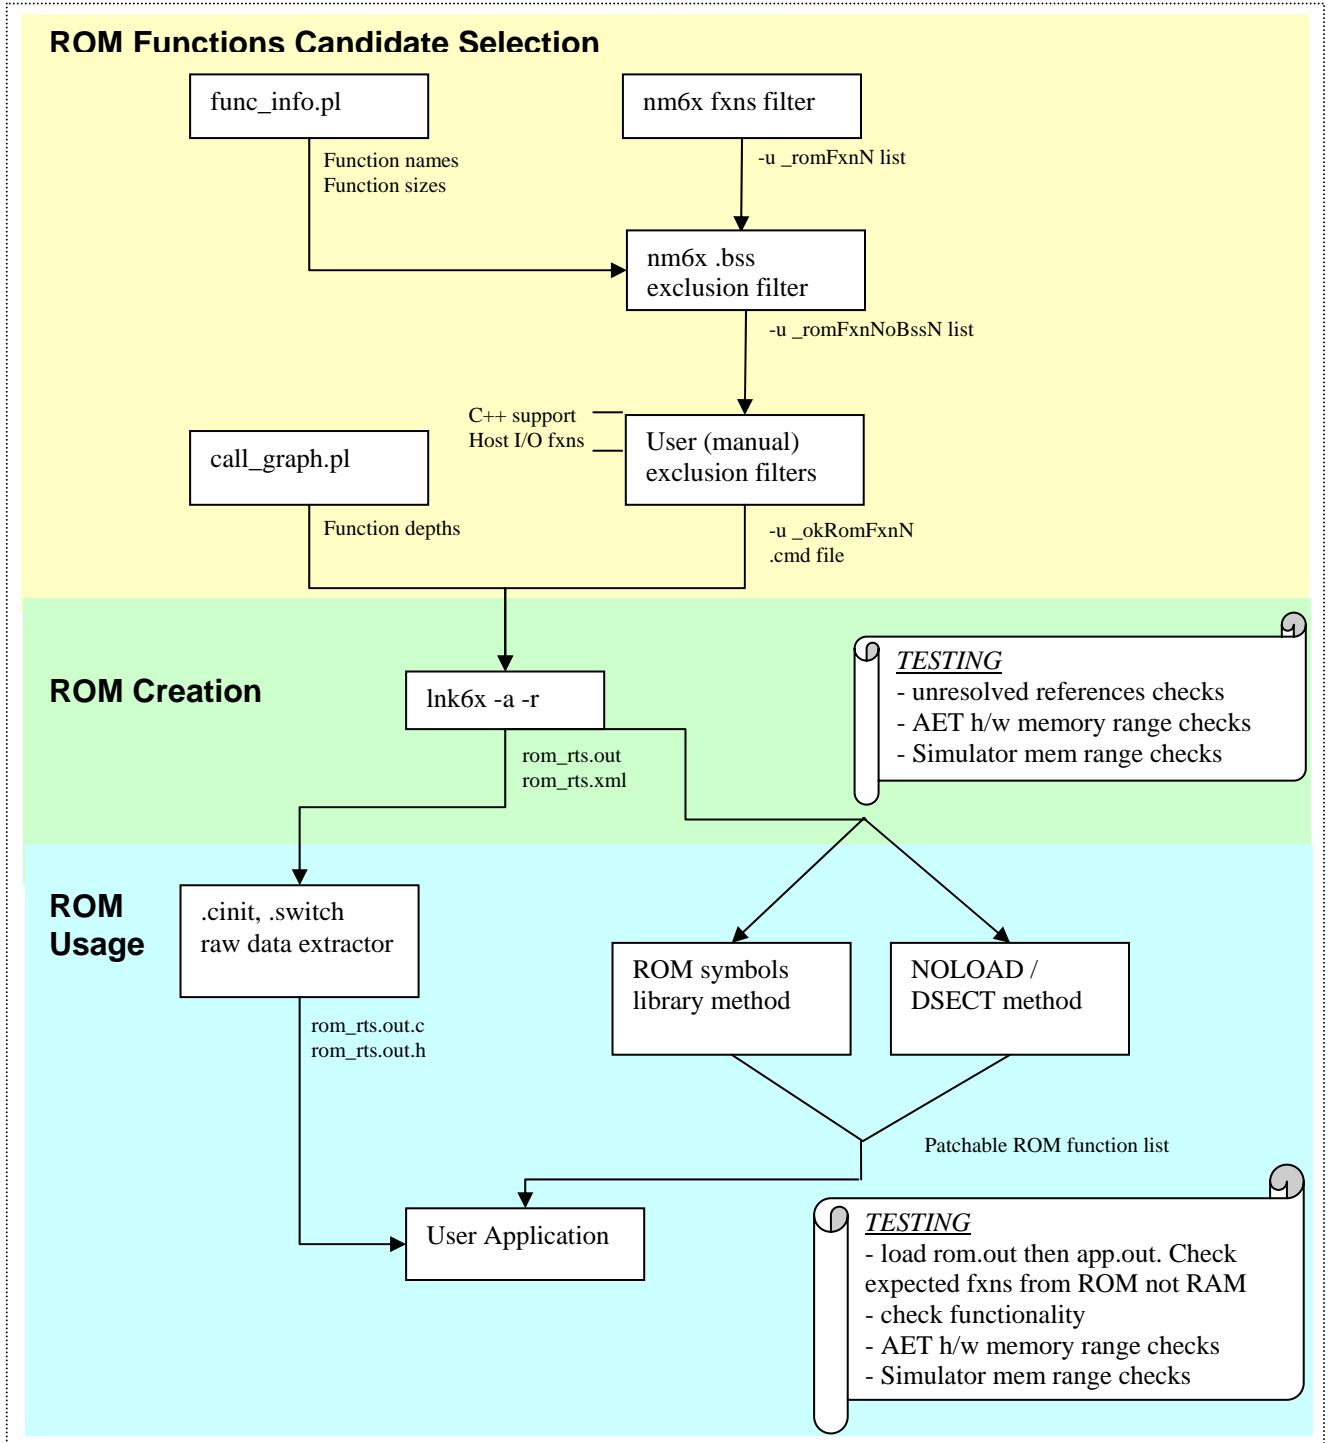 ROM Functions Candidate Selection
func_info.pl
nm6x fxns filter
Function names
Function sizes
-u _romFxnN list
nm6x .bss
exclusion filter
-u _romFxnNoBssN list
C++ support
Host I/O fxns
User (manual)
exclusion filters
call_graph.pl
Function depths
-u _okRomFxnN
.cmd file
ROM Creation
lnk6x -a -r
rom_rts.out
rom_rts.xml
TESTING
- unresolved references checks
- AET h/w memory range checks
- Simulator mem range checks
ROM
Usage
.cinit, .switch
raw data extractor
ROM symbols
library method
NOLOAD /
DSECT method
rom_rts.out.c
rom_rts.out.h
Patchable ROM function list
User Application
TESTING
- load rom.out then app.out. Check
expected fxns from ROM not RAM
- check functionality
- AET h/w memory range checks
- Simulator mem range checks